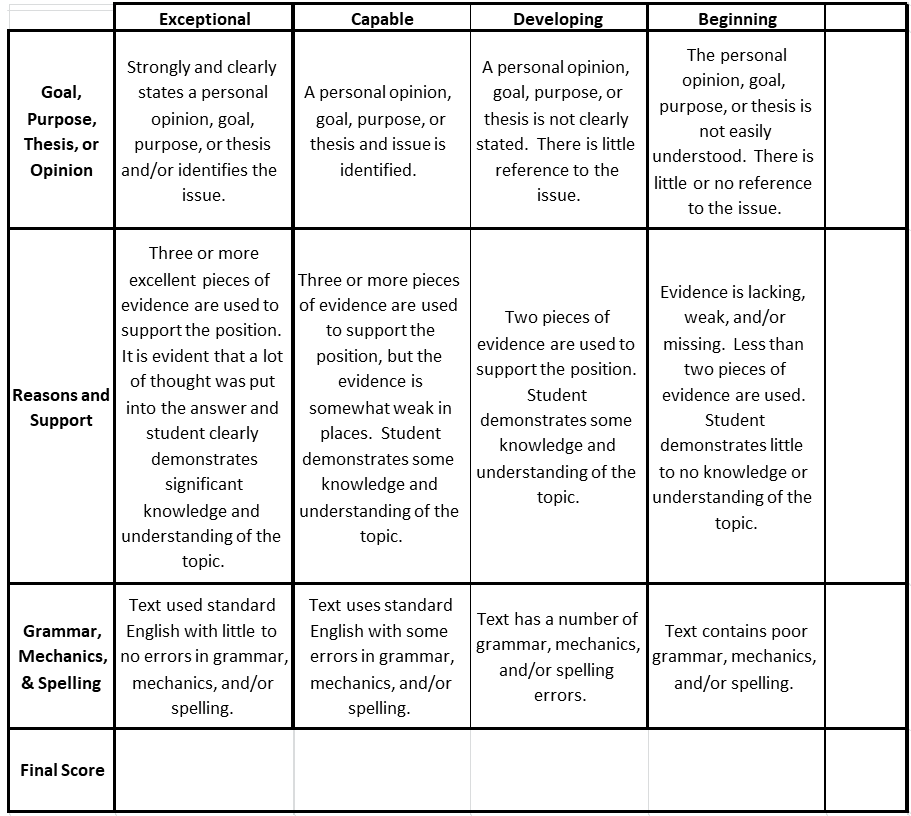 Exceptional Capable Developing Beginning
Goal,
Purpose,
Thesis, or
Opinion
Strongly and clearly
states a personal
opinion, goal,
purpose, or thesis
and/or identifies the
issue.
A personal opinion,
goal, purpose, or
thesis and issue is
identified.
A personal opinion,
goal, purpose, or
thesis is not clearly
stated.  There is little
reference to the
issue.
The personal
opinion, goal,
purpose, or thesis is
not easily
understood.  There is
little or no reference
to the issue.
Reasons and
Support
Three or more
excellent pieces of
evidence are used to
support the position.
It is evident that a lot
of thought was put
into the answer and
student clearly
demonstrates
significant
knowledge and
understanding of the
topic.
Three or more pieces
of evidence are used
to support the
position, but the
evidence is
somewhat weak in
places.  Student
demonstrates some
knowledge and
understanding of the
topic.
Two pieces of
evidence are used to
support the position.
Student
demonstrates some
knowledge and
understanding of the
topic.
Evidence is lacking,
weak, and/or
missing.  Less than
two pieces of
evidence are used.
Student
demonstrates little
to no knowledge or
understanding of the
topic.
Grammar,
Mechanics,
& Spelling
Text used standard
English with little to
no errors in grammar,
mechanics, and/or
spelling.
Text uses standard
English with some
errors in grammar,
mechanics, and/or
spelling.
Text has a number of
grammar, mechanics,
and/or spelling
errors.
Text contains poor
grammar, mechanics,
and/or spelling.
Final Score